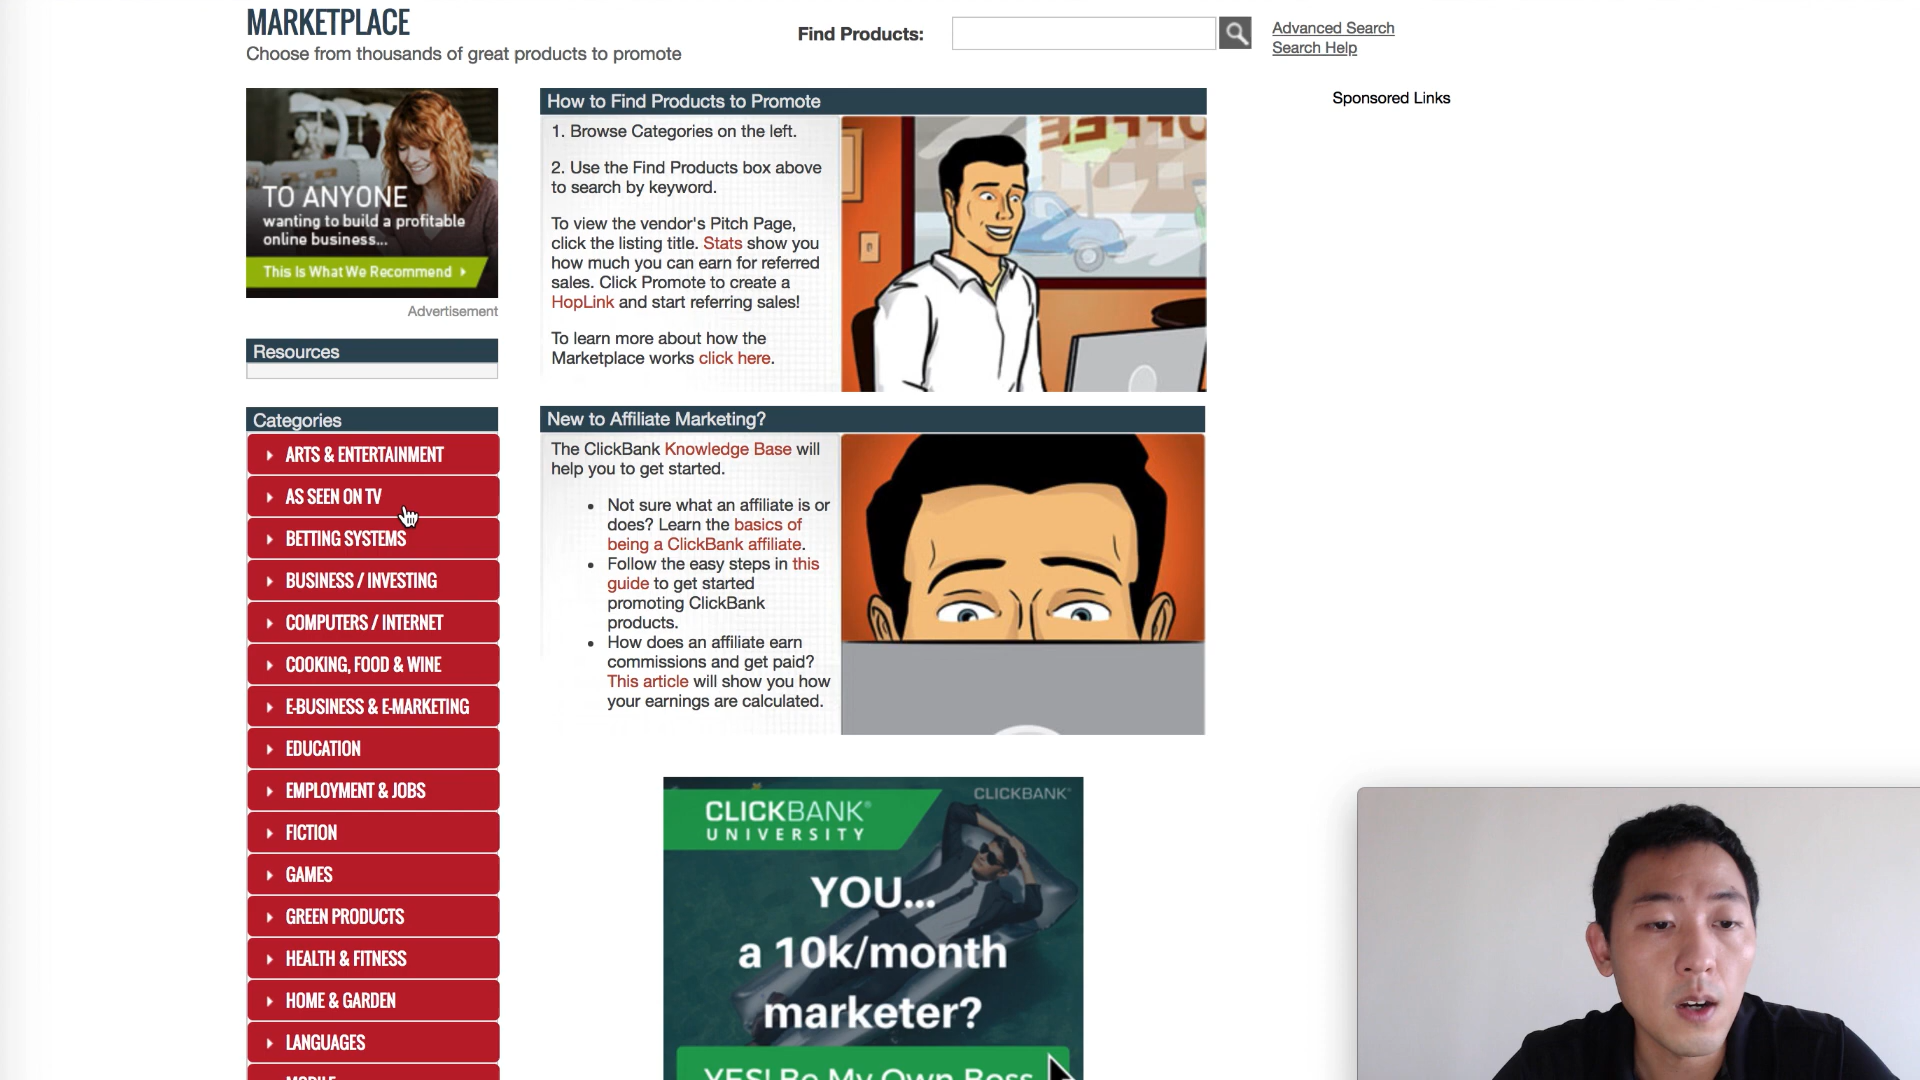 MARKETPLACE
Choose from thousands of great products to promote
Find Products:
Advanced Search
Search Help
TO ANYONE
wanting to build a profitable
online business...
This Is What We Recommend
Advertisement
Resources
Categories
ARTS & ENTERTAINMENT
AS SEEN ON TV
BETTING SYSTEMS
BUSINESS / INVESTING
COMPUTERS / INTERNET
COOKING, FOOD & WINE
E-BUSINESS & E-MARKETING
EDUCATION
EMPLOYMENT & JOBS
FICTION
GAMES
GREEN PRODUCTS
HEALTH & FITNESS
HOME & GARDEN
LANGUAGES
MOBILE
How to Find Products to Promote
1. Browse Categories on the left.
2. Use the Find Products box above
to search by keyword.
To view the vendor's Pitch Page,
click the listing title. Stats show you
how much you can earn for referred
sales. Click Promote to create a
HopLink and start referring sales!
To learn more about how the
Marketplace works click here.
COFFEE
New to Affiliate Marketing?
The ClickBank Knowledge Base will
help you to get started.
• Not sure what an affiliate is or
does? Learn the basics of
being a ClickBank affiliate.
• Follow the easy steps in this
guide to get started
promoting ClickBank
products.
• How does an affiliate earn
commissions and get paid?
This article will show you how
your earnings are calculated.
CLICKBANK
CLICKBANK®
UNIVERSITY
YOU...
a 10k/month
marketer?
YES! Be My Own Boss
Sponsored Links